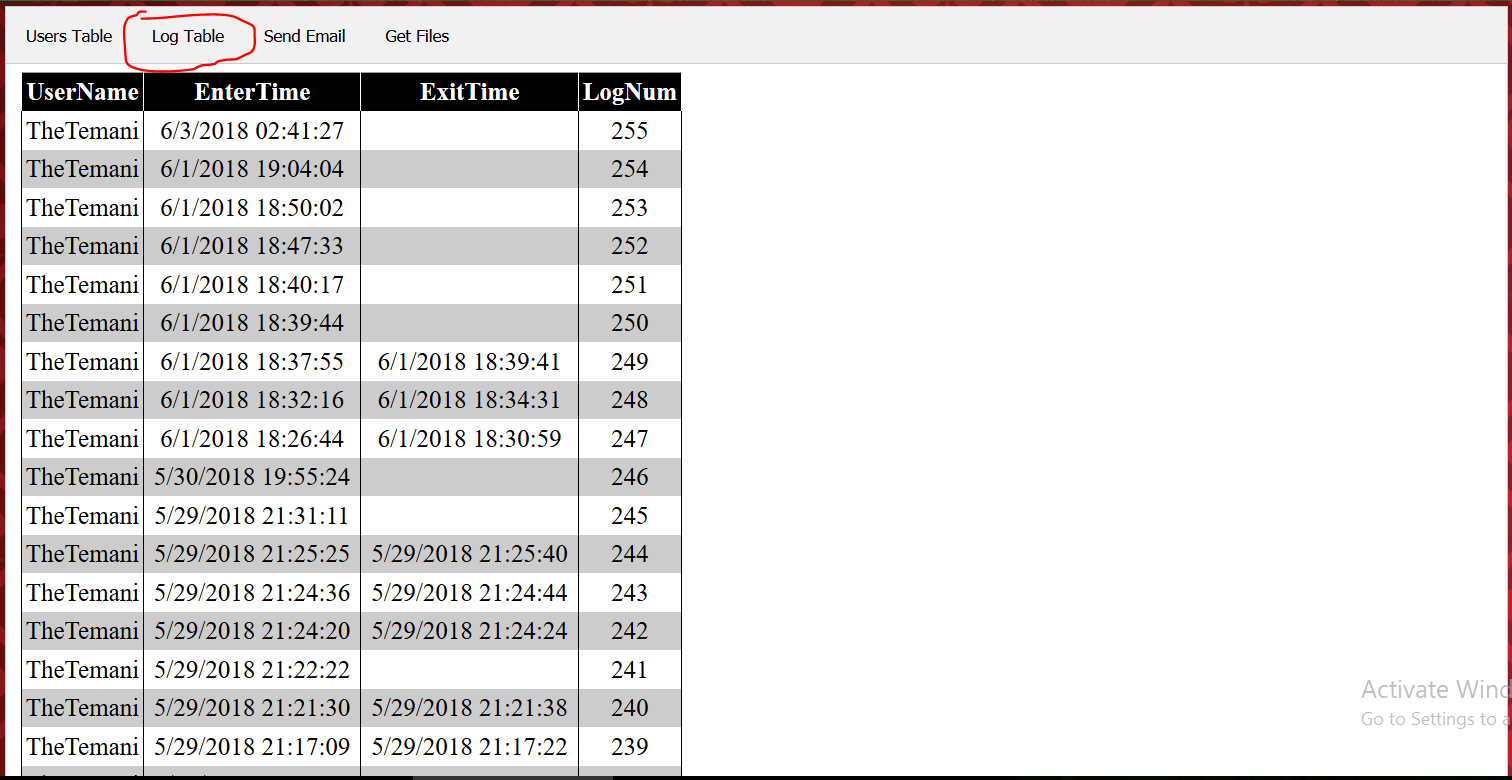 Users Table Log Table Send Email Get Files
UserName EnterTime ExitTime LogNum
TheTemani 6/3/2018 02:41:27 255
TheTemani 6/1/2018 19:04:04 254
TheTemani 6/1/2018 18:50:02 253
TheTemani 6/1/2018 18:47:33 252
TheTemani 6/1/2018 18:40:17 251
TheTemani 6/1/2018 18:39:44 250
TheTemani 6/1/2018 18:37:55 6/1/2018 18:39:41 249
TheTemani 6/1/2018 18:32:16 6/1/2018 18:34:31 248
TheTemani 6/1/2018 18:26:44 6/1/2018 18:30:59 247
TheTemani 5/30/2018 19:55:24 246
TheTemani 5/29/2018 21:31:11 245
TheTemani 5/29/2018 21:25:25 5/29/2018 21:25:40 244
TheTemani 5/29/2018 21:24:36 5/29/2018 21:24:44 243
TheTemani 5/29/2018 21:24:20 5/29/2018 21:24:24 242
TheTemani 5/29/2018 21:22:22 241
TheTemani 5/29/2018 21:21:30 5/29/2018 21:21:38 240
TheTemani 5/29/2018 21:17:09 5/29/2018 21:17:22 239
Activate Wind
Go to Settings to a